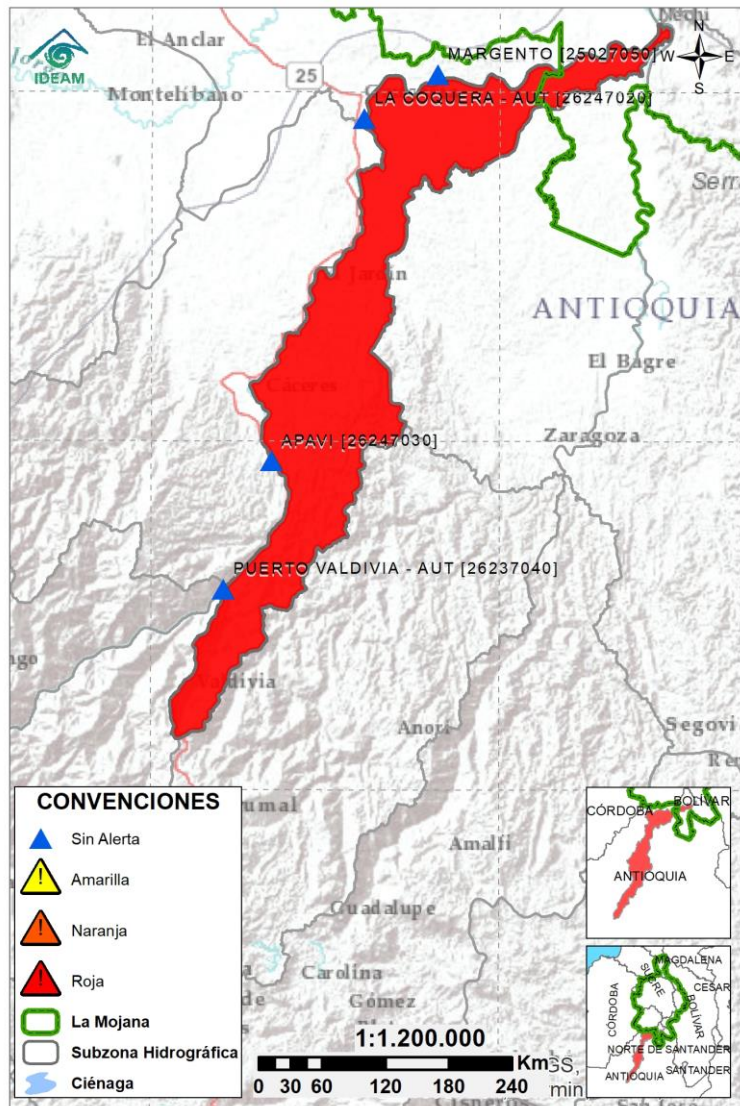 IDEAM
El Anclar
Nechí
N
W E
S
25
MARGENTO [25027050]
Montelíbano
LA COQUERA - AUT [26247020]
El Jardín
ANTIOQUIA
El Bagre
Cáceres
APAVI [26247030]
Zaragoza
PUERTO VALDIVIA - AUT [26237040]
Valdivia
Anorí
Segovi
Amalfi
Guadalupe
Carolina
Gómez
Cisneros
CONVENCIONES
Sin Alerta
! Amarilla
! Naranja
! Roja
La Mojana
Subzona Hidrográfica
Ciénaga
1:1.200.000
Km
0 30 60 120 180 240
CÓRDOBA
BOLÍVAR
ANTIOQUIA
MAGDALENA
SUCRE
CESAR
CÓRDOBA
BOLÍVAR
NORTE DE SANTANDER
ANTIOQUIA
SANTANDER